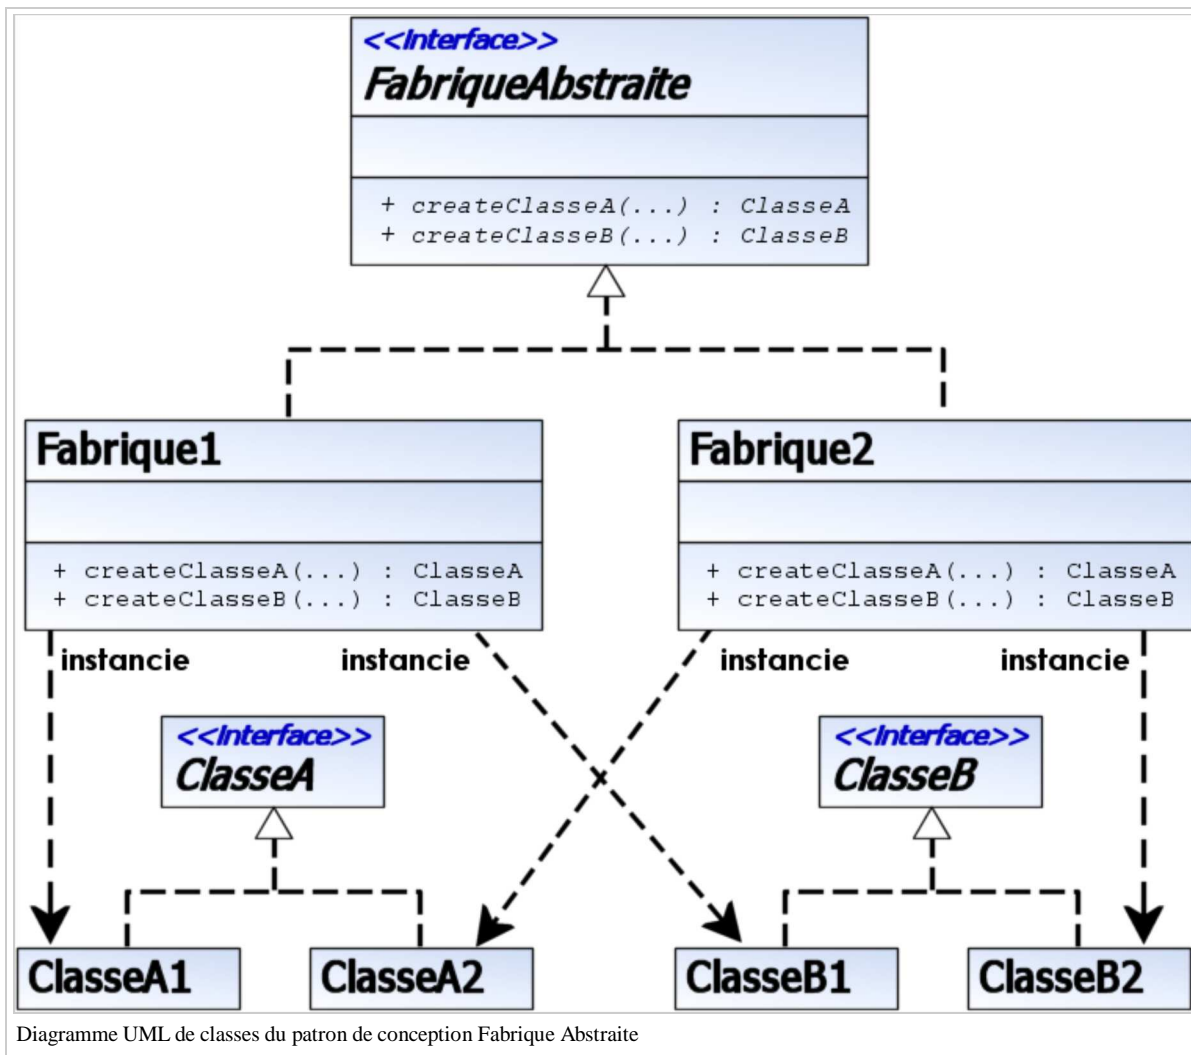 <<Interface>>
FabriqueAbstraite
+ createClasseA(...) : ClasseA
+ createClasseB(...) : ClasseB
Fabrique1
+ createClasseA(...) : ClasseA
+ createClasseB(...) : ClasseB
Fabrique2
+ createClasseA(...) : ClasseA
+ createClasseB(...) : ClasseB
instancie
instancie
instancie
instancie
<<Interface>>
ClasseA
<<Interface>>
ClasseB
ClasseA1
ClasseA2
ClasseB1
ClasseB2
Diagramme UML de classes du patron de conception Fabrique Abstraite